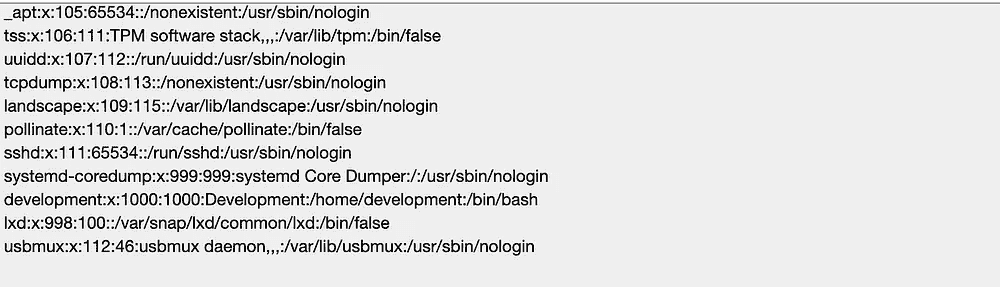 _apt:x:105:65534::/nonexistent:/usr/sbin/nologin
tss:x:106:111:TPM software stack,,,:/var/lib/tpm:/bin/false
uuidd:x:107:112::/run/uuidd:/usr/sbin/nologin
tcpdump:x:108:113::/nonexistent:/usr/sbin/nologin
landscape:x:109:115::/var/lib/landscape:/usr/sbin/nologin
pollinate:x:110:1::/var/cache/pollinate:/bin/false
sshd:x:111:65534::/run/sshd:/usr/sbin/nologin
systemd-coredump:x:999:999:systemd Core Dumper:/:/usr/sbin/nologin
development:x:1000:1000:Development:/home/development:/bin/bash
lxd:x:998:100::/var/snap/lxd/common/lxd:/bin/false
usbmux:x:112:46:usbmux daemon,,,:/var/lib/usbmux:/usr/sbin/nologin